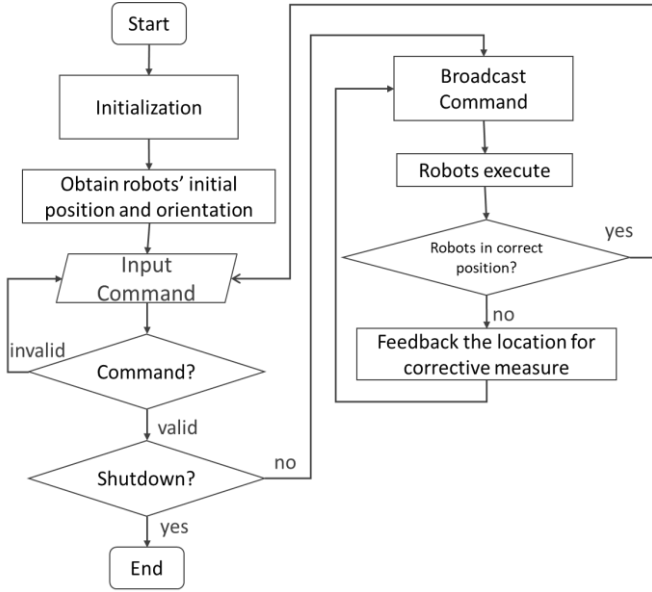 Start
Initialization
Obtain robots’ initial
position and orientation
Input
Command
invalid
Command?
valid
Shutdown?
no
yes
End
Broadcast
Command
Robots execute
Robots in correct
position?
yes
no
Feedback the location for
corrective measure